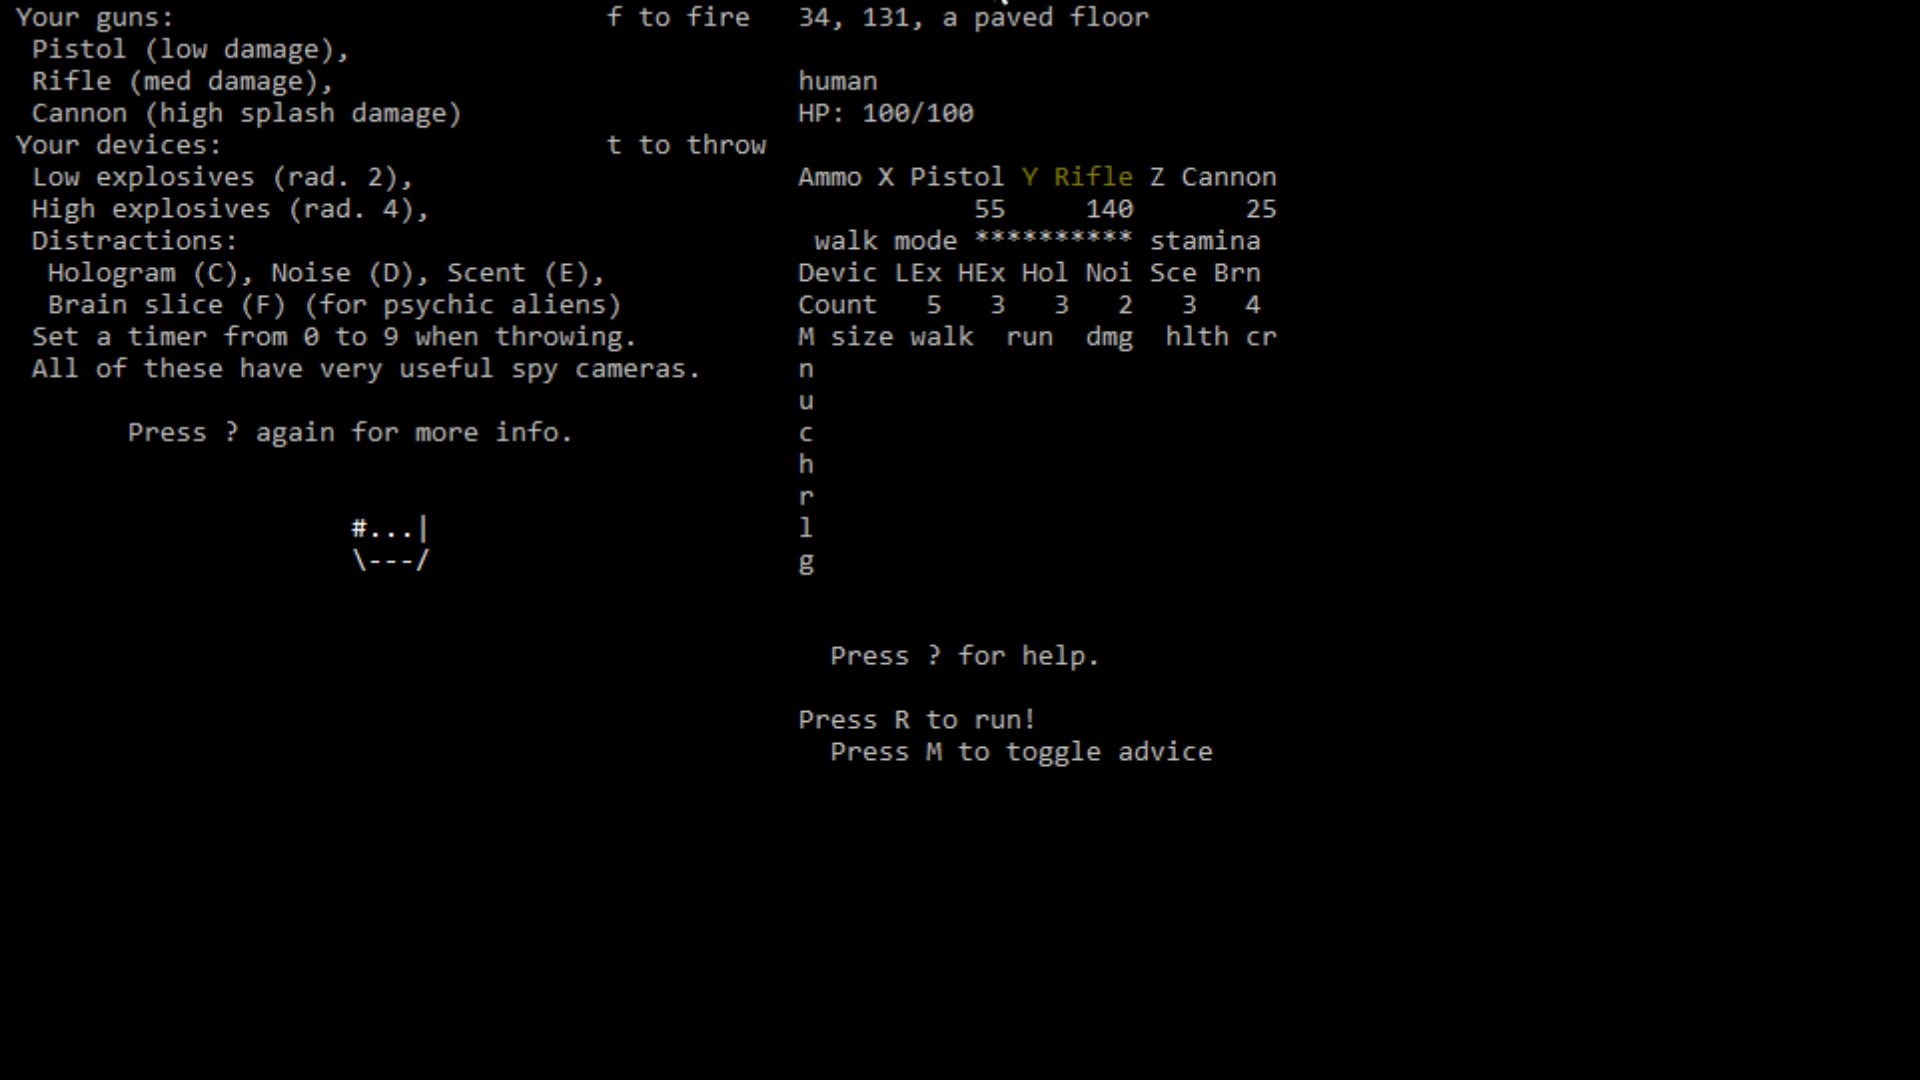 Your guns:                           f to fire   34, 131, a paved floor
 Pistol (low damage),
 Rifle (med damage),                             human
 Cannon (high splash damage)                     HP: 100/100
Your devices:                        t to throw
 Low explosives (rad. 2),                        Ammo X Pistol Y Rifle Z Cannon
 High explosives (rad. 4),                                  55     140       25
 Distractions:                                    walk mode ********** stamina
  Hologram (C), Noise (D), Scent (E),            Devic LEx HEx Hol Noi Sce Brn
  Brain slice (F) (for psychic aliens)           Count   5   3   3   2   3   4
 Set a timer from 0 to 9 when throwing.          M size walk  run  dmg  hlth cr
 All of these have very useful spy cameras.      n
                                                 u
       Press ? again for more info.              c
                                                 h
                                                 r
                     #...|                       l
                     \---/                       g
                                                   Press ? for help.
                                                 Press R to run!
                                                   Press M to toggle advice